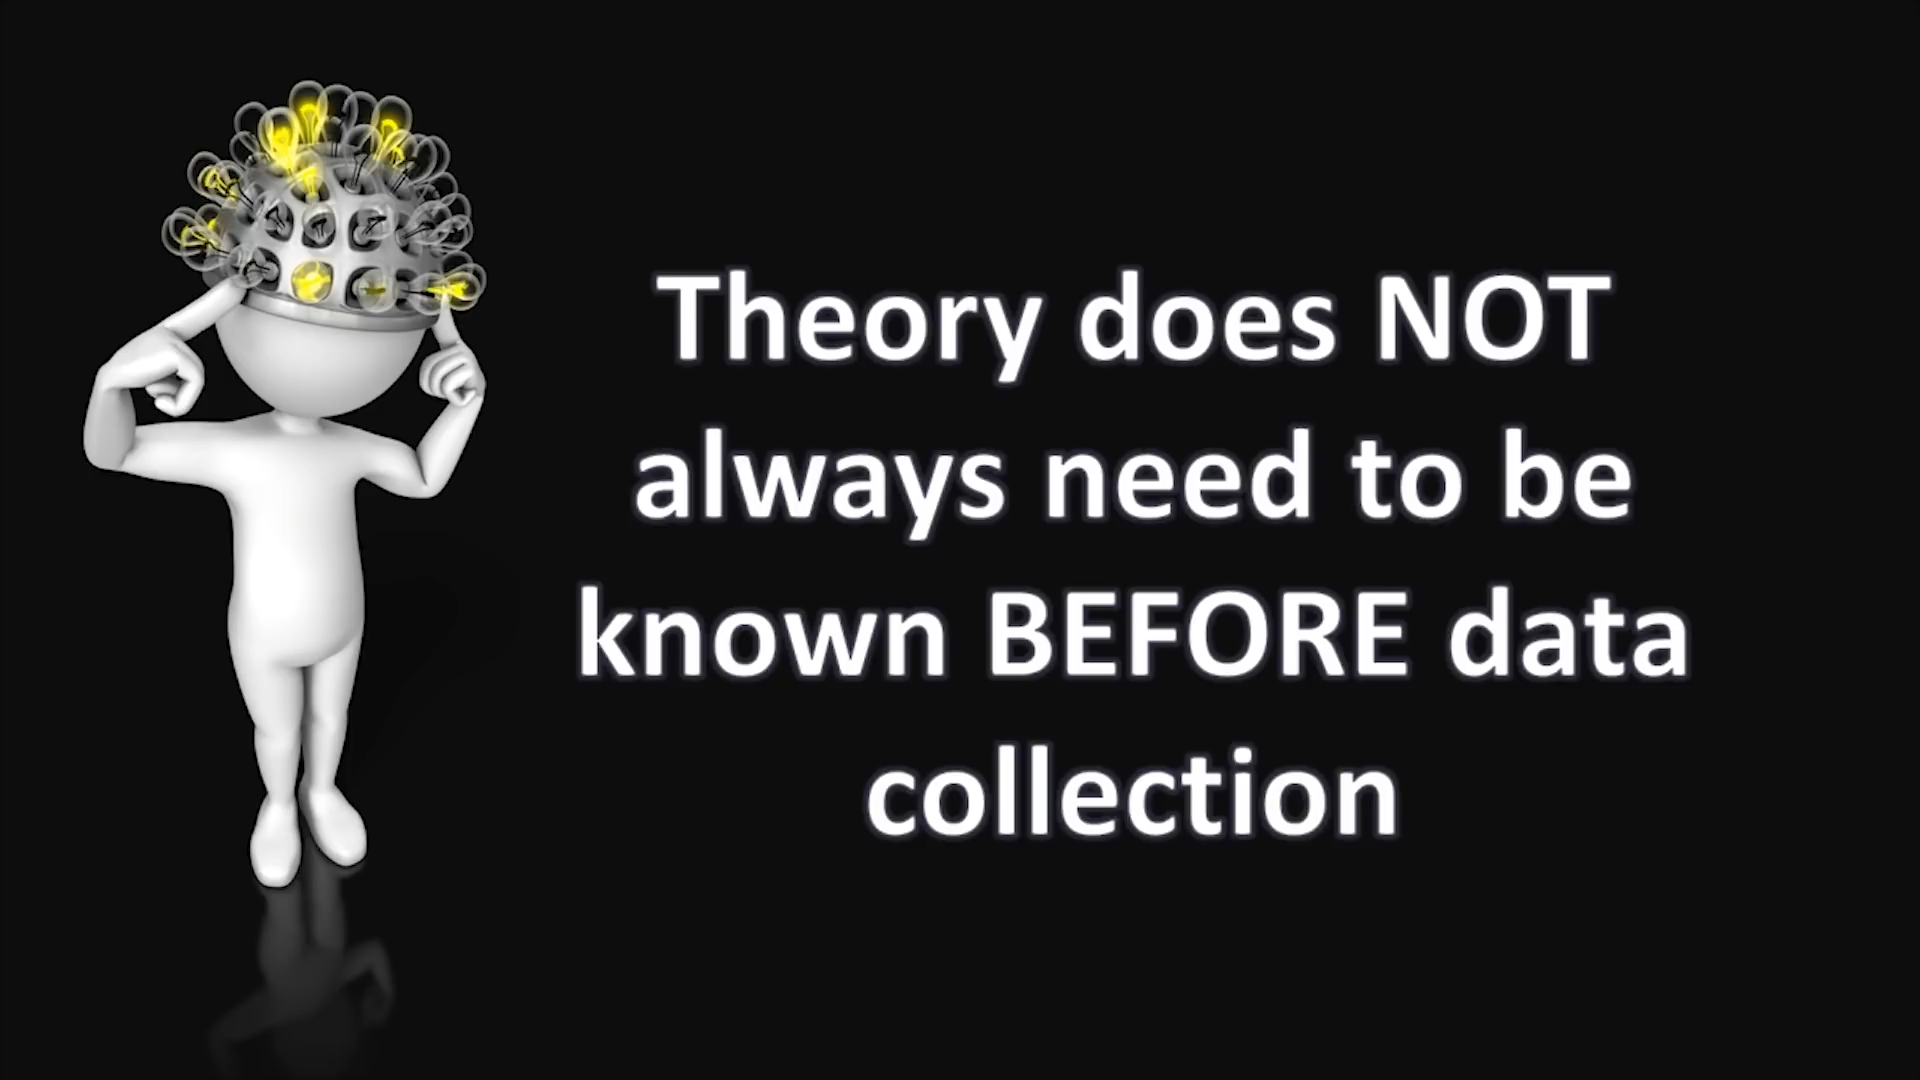 Theory does NOT
always need to be
known BEFORE data
collection